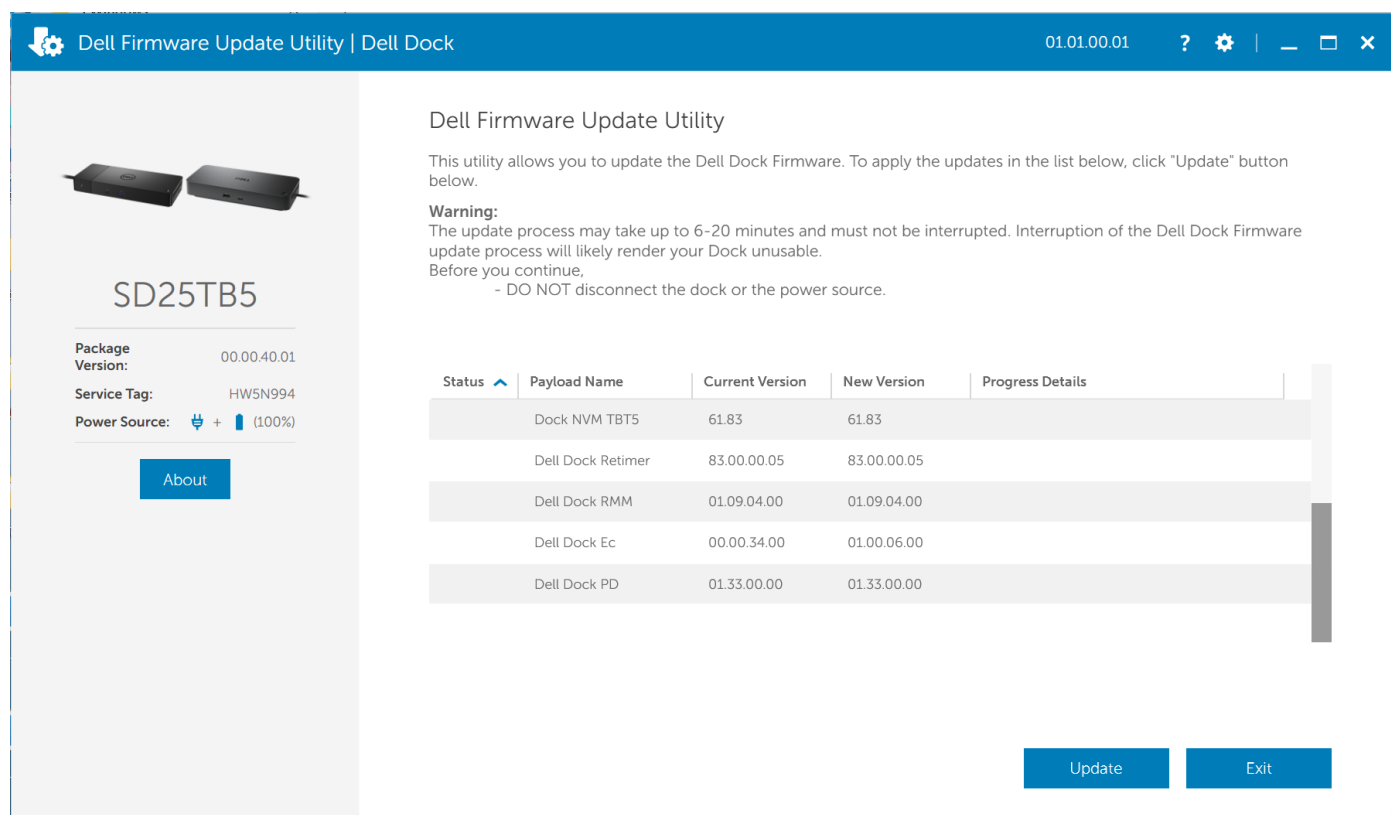 Dell Firmware Update Utility | Dell Dock
01.01.00.01
?
SD25TB5
Package
Version:
00.00.40.01
Service Tag:
HW5N994
Power Source:
+
(100%)
About
Dell Firmware Update Utility
This utility allows you to update the Dell Dock Firmware. To apply the updates in the list below, click "Update" button
below.
Warning:
The update process may take up to 6-20 minutes and must not be interrupted. Interruption of the Dell Dock Firmware
update process will likely render your Dock unusable.
Before you continue,
- DO NOT disconnect the dock or the power source.
Status Payload Name Current Version New Version Progress Details
Dock NVM TBT5 61.83 61.83
Dell Dock Retimer 83.00.00.05 83.00.00.05
Dell Dock RMM 01.09.04.00 01.09.04.00
Dell Dock Ec 00.00.34.00 01.00.06.00
Dell Dock PD 01.33.00.00 01.33.00.00
Update
Exit